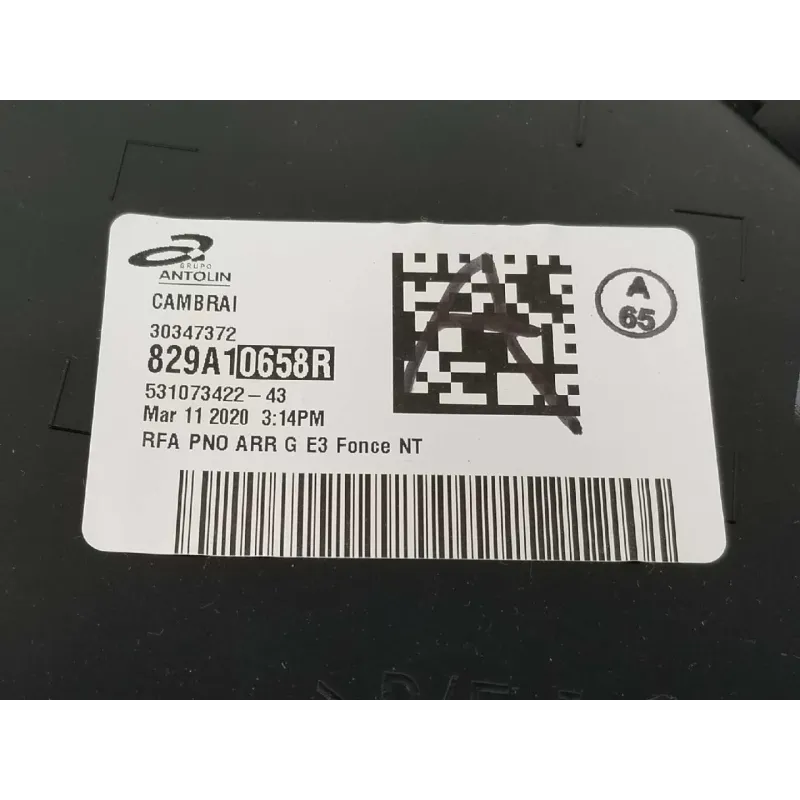 GRUPO
ANTOLIN
CAMBRAI
30347372
829A10658R
531073422-43
Mar 11 2020 3:14PM
RFA PNO ARR G E3 Fonce NT
A
65
A